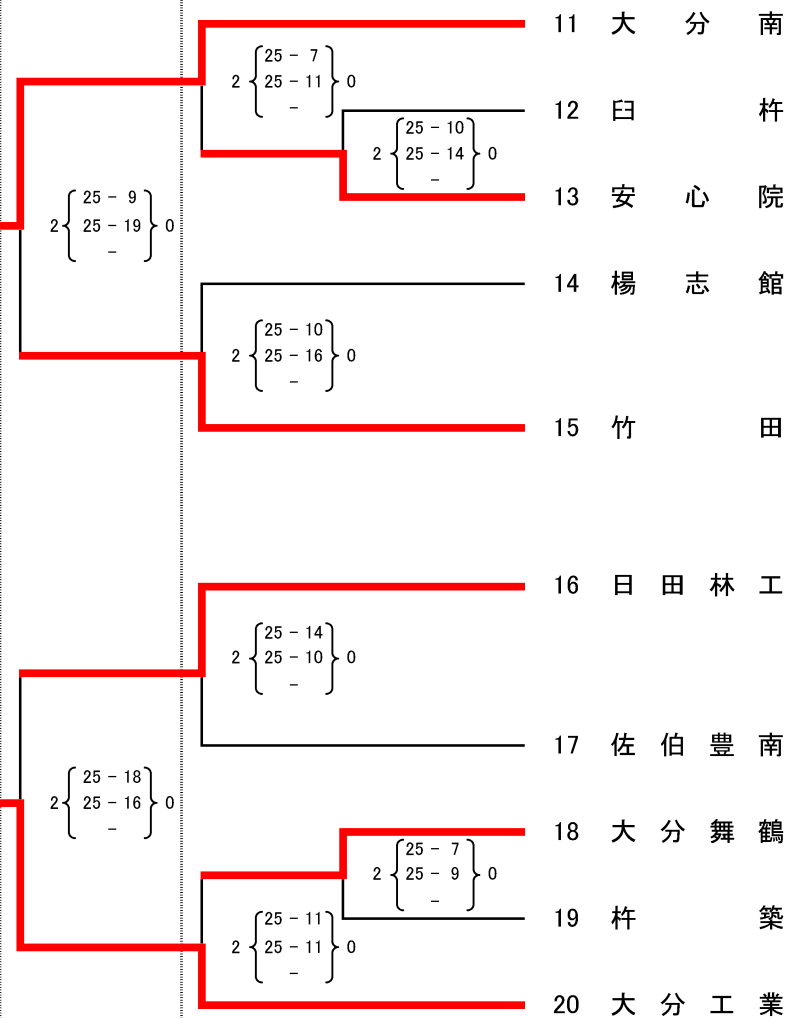 11 大分南
25 - 7
2 { 25 - 11 } 0
-
12 臼杵
25 - 10
2 { 25 - 14 } 0
-
13 安心院
25 - 9
2 { 25 - 19 } 0
-
14 楊志館
25 - 10
2 { 25 - 16 } 0
-
15 竹田
16 日田林工
25 - 14
2 { 25 - 10 } 0
-
17 佐伯豊南
25 - 18
2 { 25 - 16 } 0
-
18 大分舞鶴
25 - 7
2 { 25 - 9 } 0
-
19 杵築
25 - 11
2 { 25 - 11 } 0
-
20 大分工業